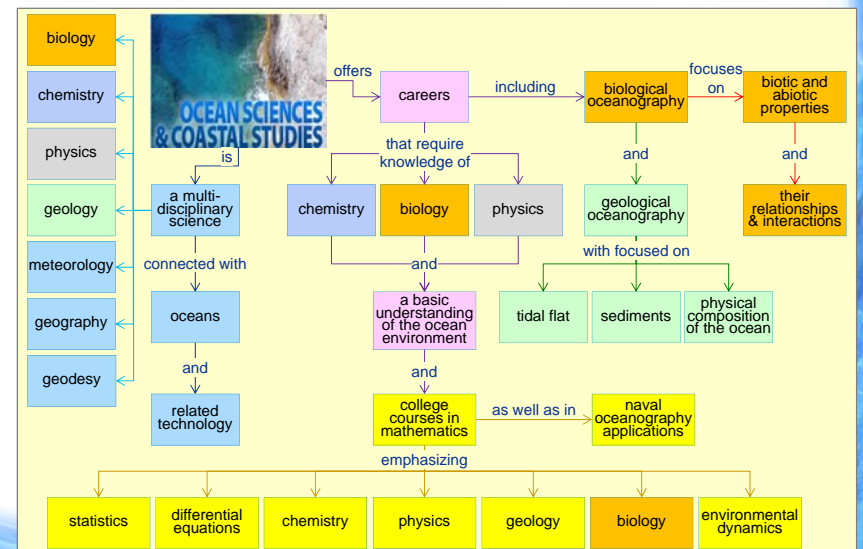 biology
chemistry
physics
geology
meteorology
geography
geodesy
OCEAN SCIENCES
& COASTAL STUDIES
is
a multi-
disciplinary
science
connected with
oceans
and
related
technology
offers
careers
including
biological
oceanography
focuses
on
biotic and
abiotic
properties
and
their
relationships
& interactions
and
geological
oceanography
with focused on
tidal flat
sediments
physical
composition
of the ocean
that require
knowledge of
chemistry
biology
physics
and
a basic
understanding
of the ocean
environment
and
college
courses in
mathematics
as well as in
naval
oceanography
applications
emphasizing
statistics
differential
equations
chemistry
physics
geology
biology
environmental
dynamics